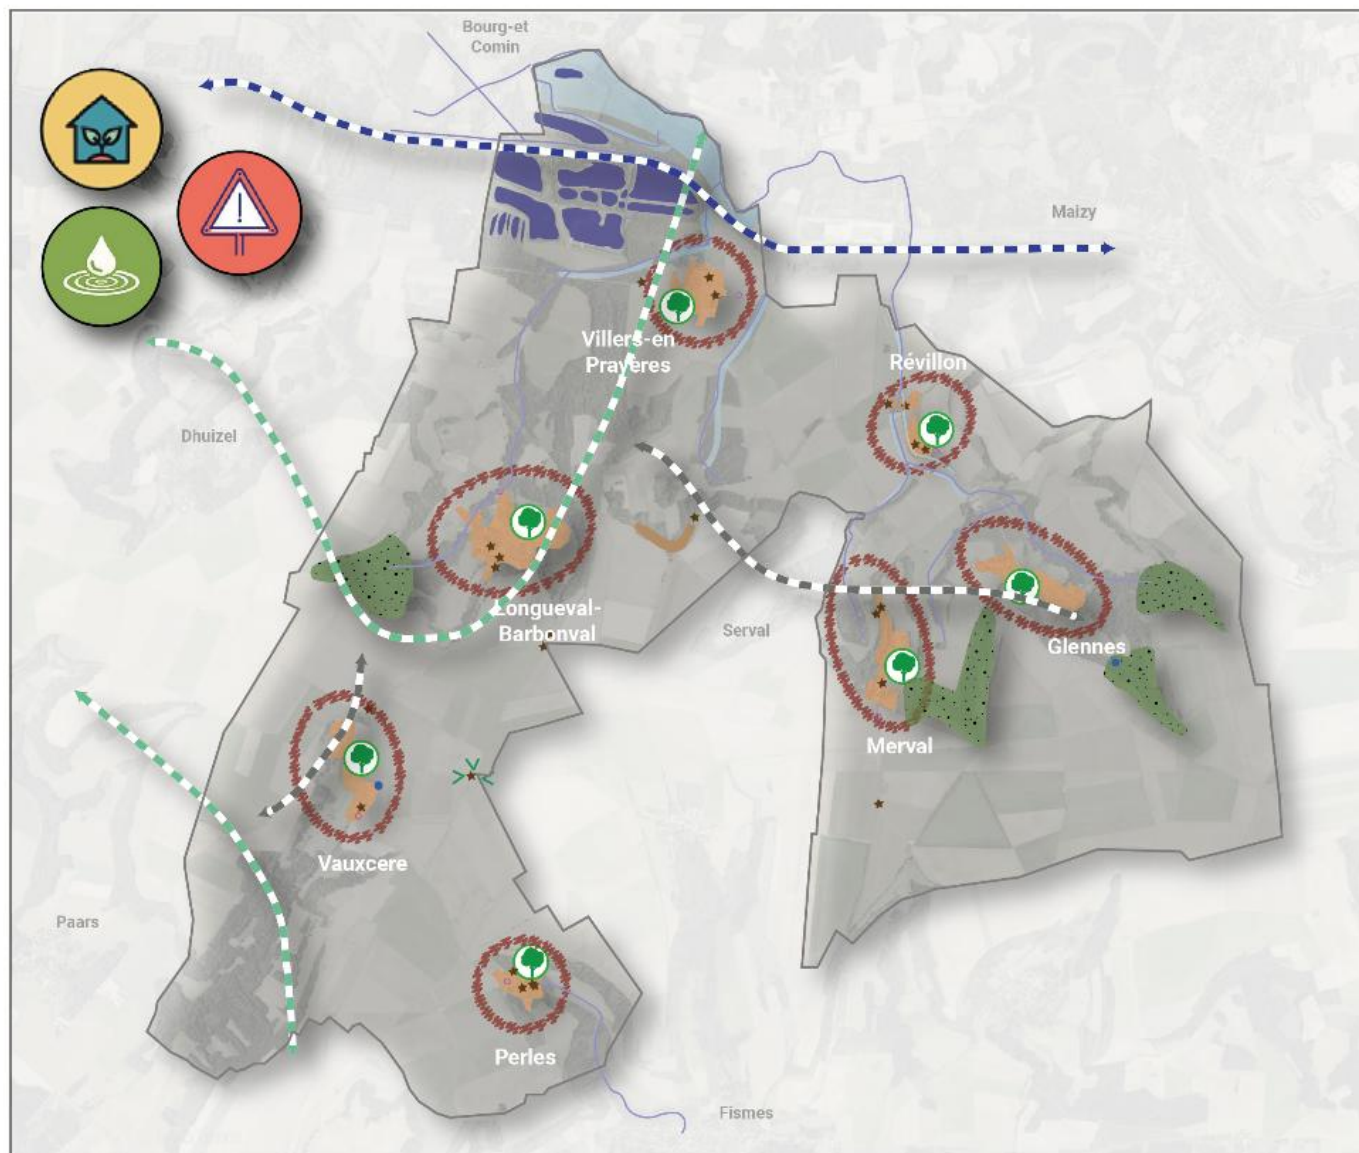 Bourg-et
Comin
Maizy
Villers-en
Prayères
Révillon
Dhuizel
Longueval-
Barbonval
Serval
Glennes
Merval
Vauxcere
Paars
Perles
Fismes